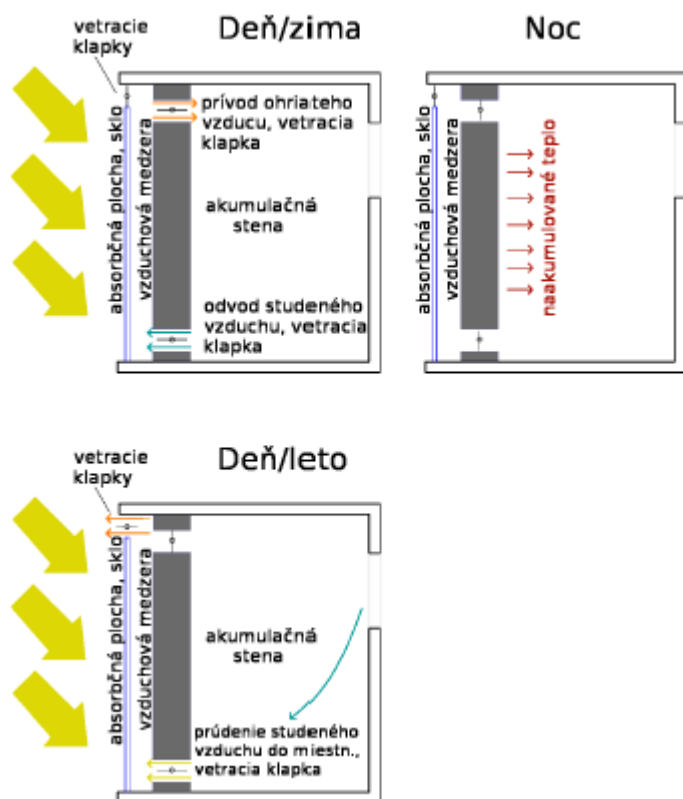 vetracie
klapky
Deň/zima
absorbčná plocha, sklo
vzduchová medzera
prívod ohriateho
vzducu, vetracia
klapka
akumulačná
stena
odvod studeného
vzduchu, vetracia
klapka
Noc
absorbčná plocha, sklo
vzduchová medzera
naakumulované teplo
Deň/leto
vetracie
klapky
absorbčná plocha, sklo
vzduchová medzera
akumulačná
stena
prúdenie studeného
vzduchu do miestn.,
vetracia klapka